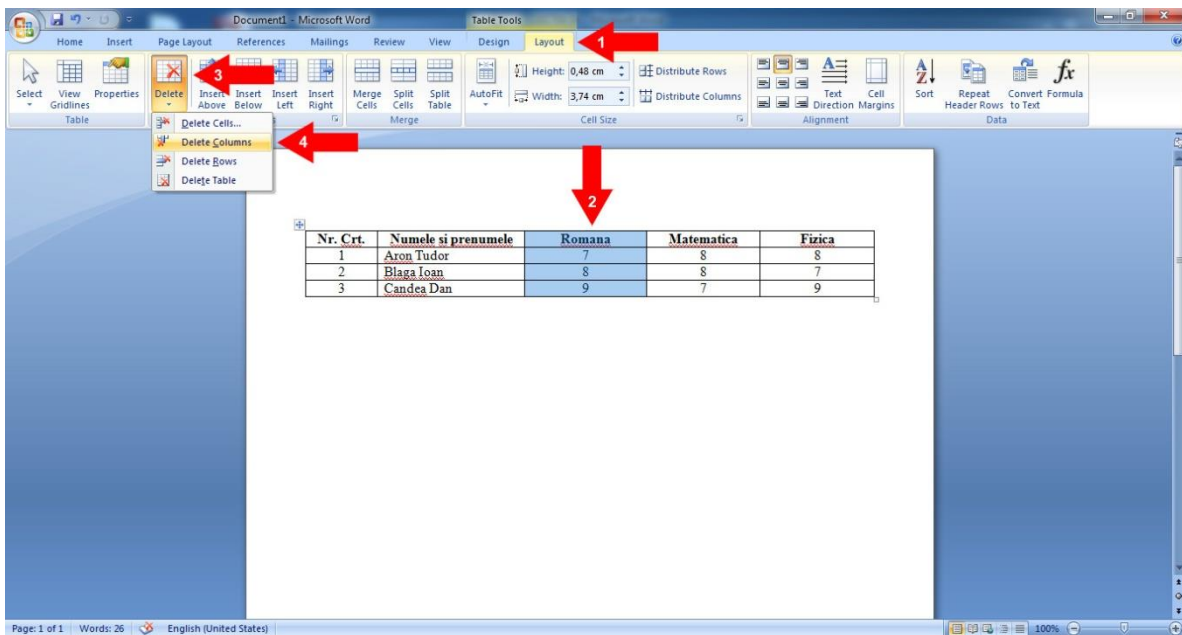 Document1 - Microsoft Word
Table Tools
Home Insert Page Layout References Mailings Review View Design Layout
1
Select
View Gridlines
Properties
Table
Delete
3
Insert Above
Insert Below
Insert Left
Insert Right
Merge Cells
Split Cells
Split Table
Merge
AutoFit
Height: 0,48 cm
Width: 3,74 cm
Distribute Rows
Distribute Columns
Cell Size
Text Direction
Cell Margins
Alignment
Sort
Repeat Header Rows
Convert to Text
Formula
Data
Delete Cells...
Delete Columns
4
Delete Rows
Delete Table
2
Nr. Crt. Numele și prenumele Romana Matematica Fizica
1 Aron Tudor 7 8 8
2 Blaga Ioan 8 8 7
3 Candea Dan 9 7 9
Page: 1 of 1 Words: 26 English (United States) 100%